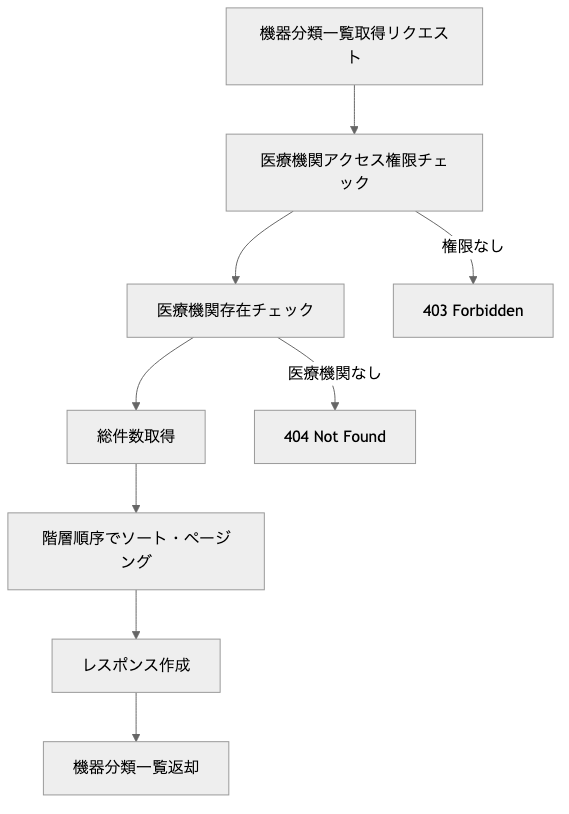 機器分類一覧取得リクエス
ト
医療機関アクセス権限チェ
ック
権限なし
医療機関存在チェック
403 Forbidden
医療機関なし
総件数取得
404 Not Found
階層順序でソート・ページ
ング
レスポンス作成
機器分類一覧返却